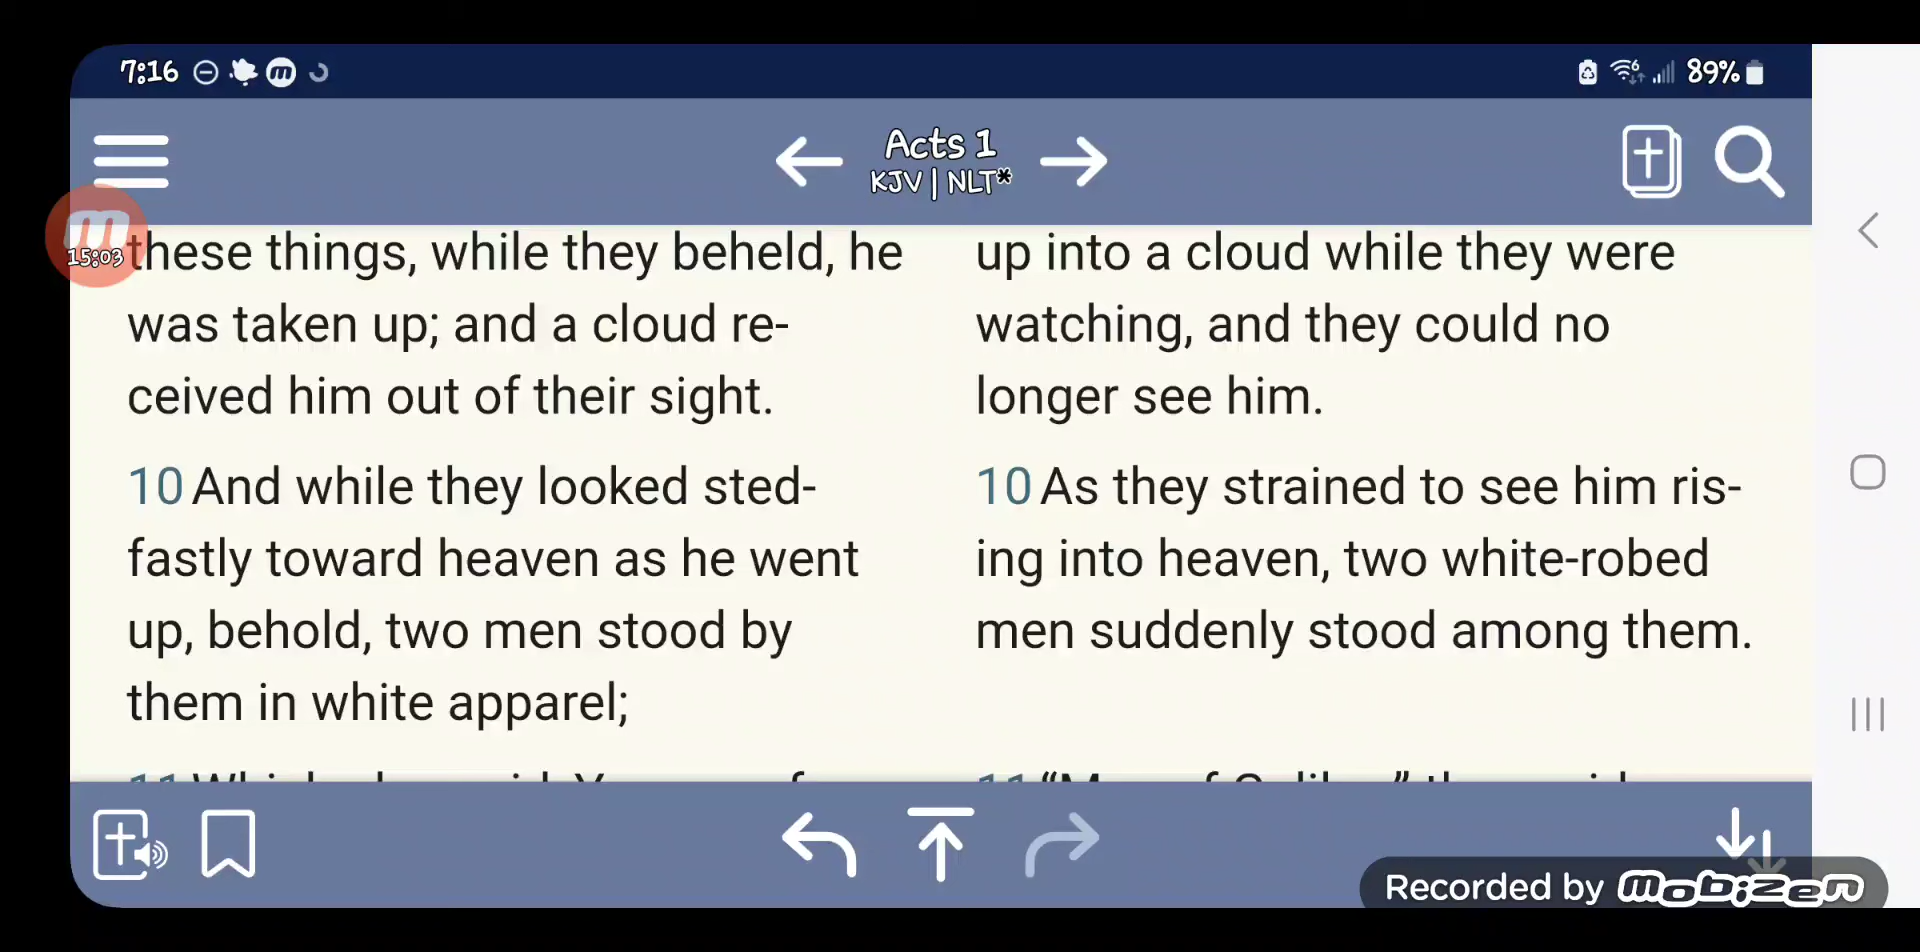 7:16
89%
Acts 1
KJV | NLT*
15:03
these things, while they beheld, he
was taken up; and a cloud re-
ceived him out of their sight.
10 And while they looked sted-
fastly toward heaven as he went
up, behold, two men stood by
them in white apparel;
up into a cloud while they were
watching, and they could no
longer see him.
10 As they strained to see him ris-
ing into heaven, two white-robed
men suddenly stood among them.
Recorded by Mobizen